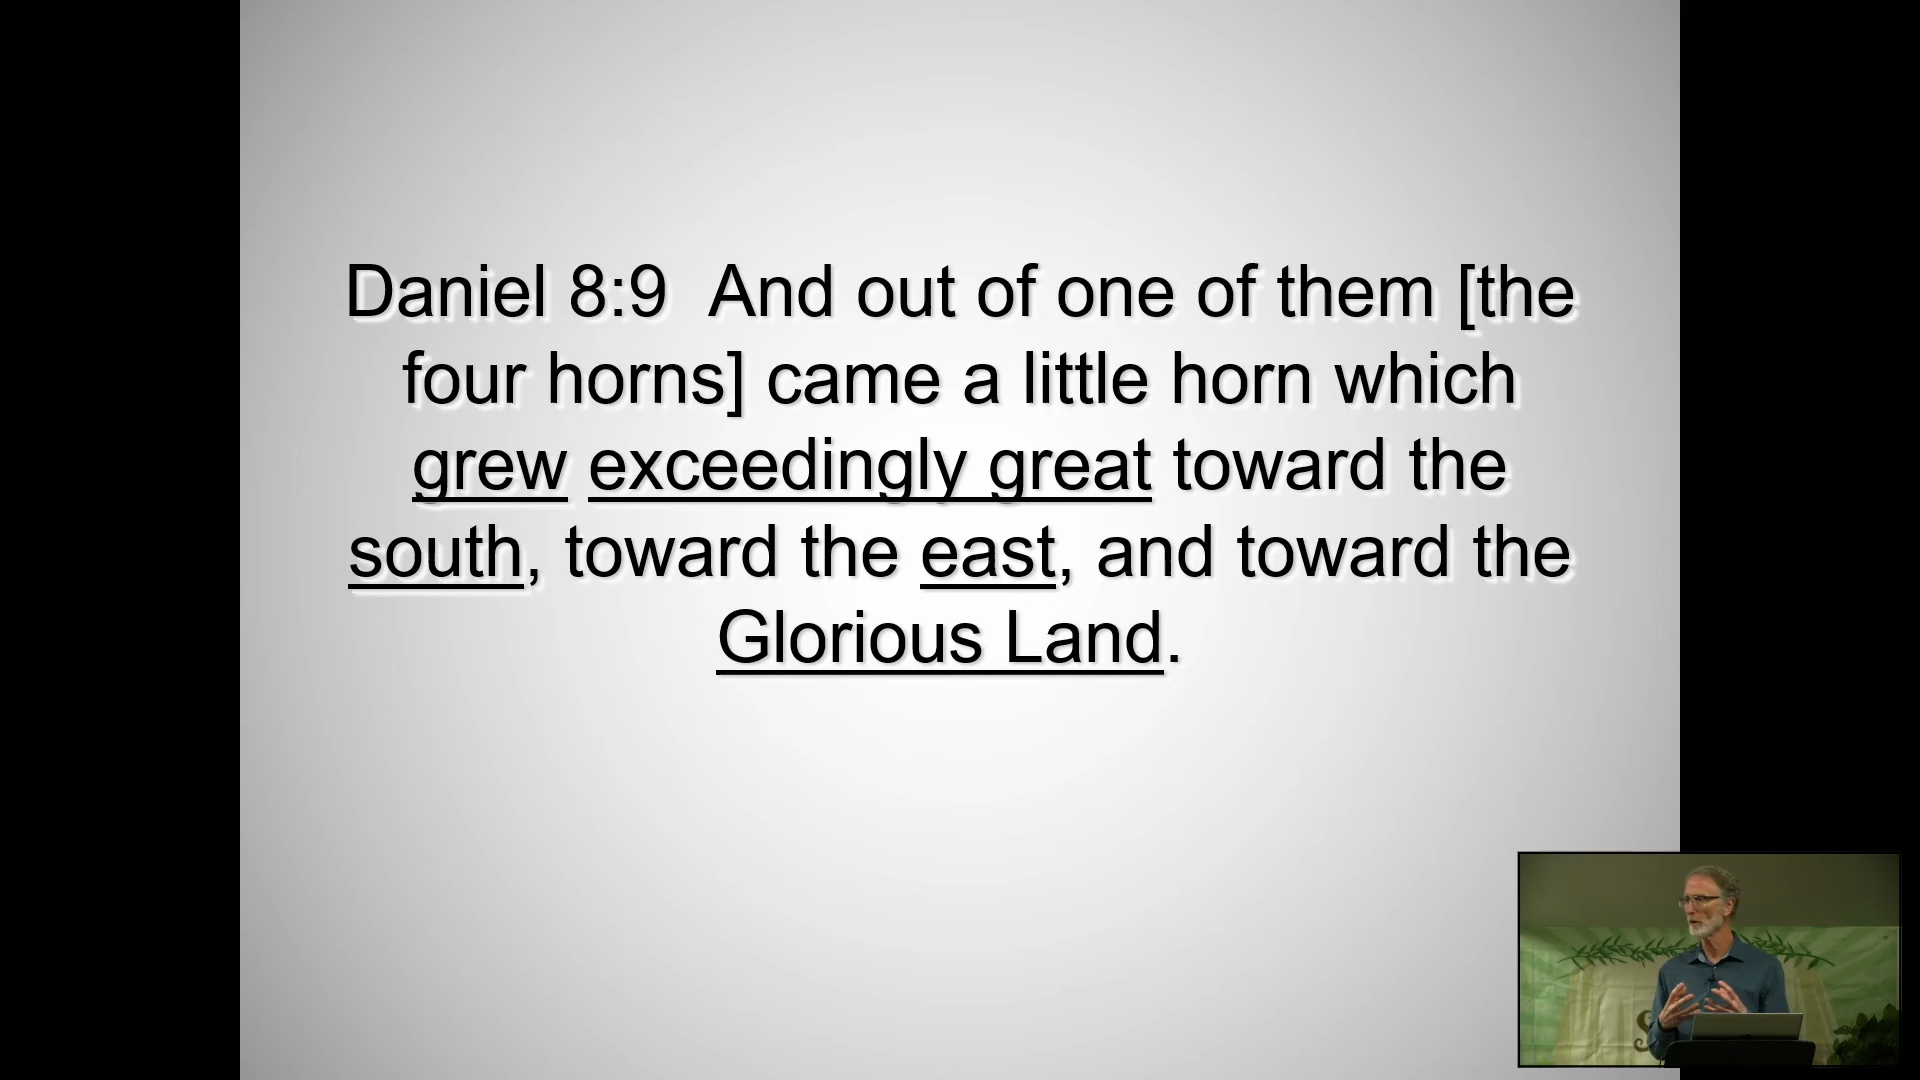 Daniel 8:9  And out of one of them [the
four horns] came a little horn which
grew exceedingly great toward the
south, toward the east, and toward the
Glorious Land.